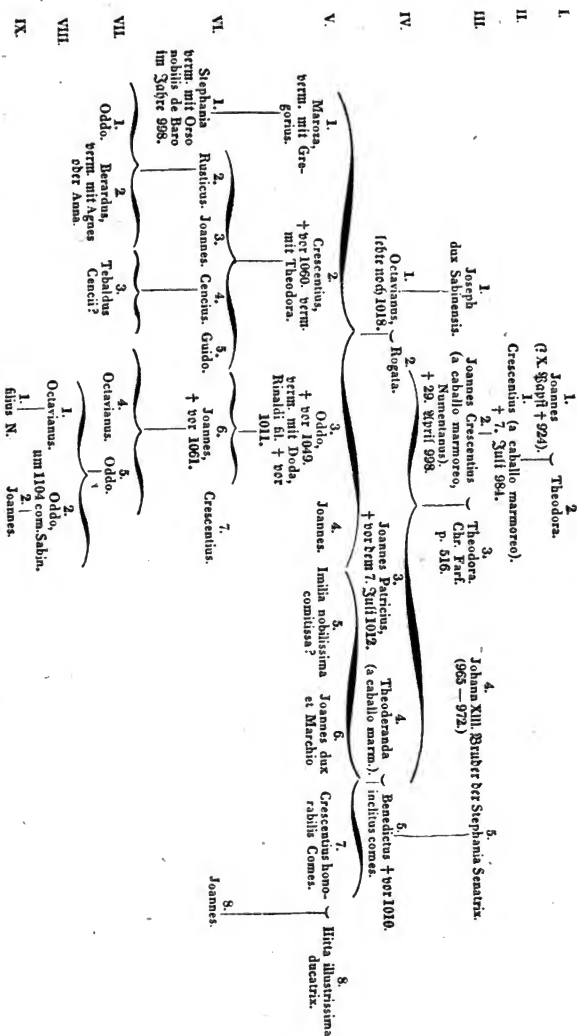 I.
1.
Joannes
(? X. Papst † 924).
2.
Theodora.
II.
1.
Crescentius (a caballo marmoreo).
† 7. Juli 984.
III.
1.
Joseph
dux Sabinensis.
2.
Joannes Crescentius
(a caballo marmoreo,
Numentanus).
† 29. April 998.
3.
Theodora.
Chr. Farf.
p. 516.
4.
Johann XIII. Bruder der Stephania Senatrix.
(965—972.)
5.
IV.
1.
Octavianus,
lebte noch 1018.
2.
Rogata.
3.
Joannes Patricius,
† vor dem 7. Juli 1012.
4.
Theoderanda
(a caballo marm.).
5.
Benedictus † vor 1010.
inclitus comes.
V.
1.
Maroza,
verm. mit Gre-
gorius.
2.
Crescentius,
† vor 1060. verm.
mit Theodora.
3.
Oddo,
† vor 1049.
verm. mit Doda,
Rinaldi fil. † vor
1011.
4.
Joannes.
5.
Imilia nobilissima
comitissa?
6.
Joannes dux
et Marchio
7.
Crescentius hono-
rabilis Comes.
8.
Hirta illustrissima
ducatrix.
VI.
1.
Stephania
verm. mit Orso
nobilis de Baro
im Jahre 998.
2.
Rusticus.
3.
Joannes.
4.
Cencius.
5.
Guido.
6.
Joannes,
† vor 1061.
7.
Crescentius.
8.
Joannes.
VII.
1.
Oddo.
2.
Berardus,
verm. mit Agnes
ober Anna.
3.
Tebaldus
Cencii?
4.
Octavianus.
5.
Oddo.
VIII.
1.
Octavianus.
2.
Oddo,
um 1104 com. Sabin.
IX.
1.
filius N.
2.
Joannes.